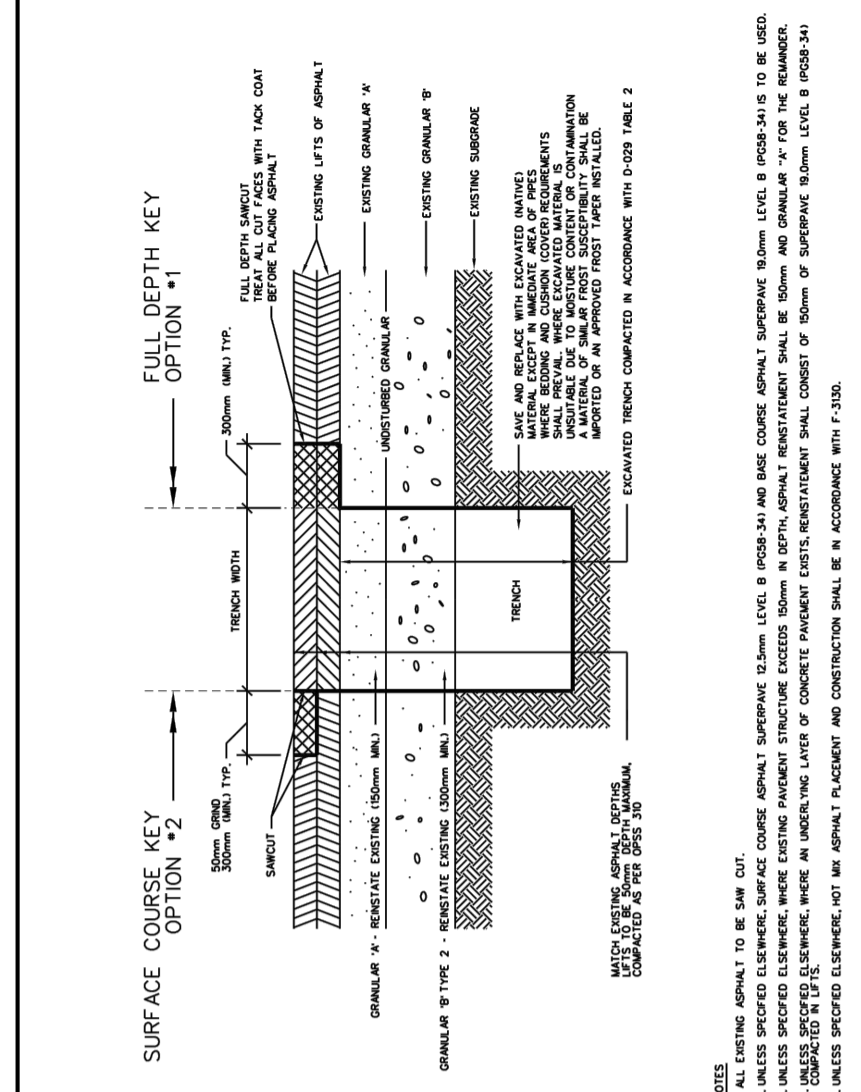 SURFACE COURSE KEY
OPTION #2
FULL DEPTH KEY
OPTION #1
50mm GRIND
300mm (MIN.) TYP.
TRENCH WIDTH
300mm (MIN.) TYP.
SAWCUT
FULL DEPTH SAWCUT
TREAT ALL CUT FACES WITH TACK COAT
BEFORE PLACING ASPHALT
EXISTING LIFTS OF ASPHALT
EXISTING GRANULAR 'A'
UNDISTURBED GRANULAR
EXISTING GRANULAR 'B'
EXISTING SUBGRADE
GRANULAR 'A' - REINSTATE EXISTING (150mm MIN.)
GRANULAR 'B' TYPE 2 - REINSTATE EXISTING (300mm MIN.)
TRENCH
SAVE AND REPLACE WITH EXCAVATED (NATIVE)
MATERIAL EXCEPT IN IMMEDIATE AREA OF PIPES
WHERE BEDDING AND CUSHION (COVER) REQUIREMENTS
SHALL PREVAIL. WHERE EXCAVATED MATERIAL IS
UNSUITABLE DUE TO MOISTURE CONTENT OR CONTAMINATION
A MATERIAL OF SIMILAR FROST SUSCEPTIBILITY SHALL BE
IMPORTED OR AN APPROVED FROST TAPER INSTALLED.
EXCAVATED TRENCH COMPACTED IN ACCORDANCE WITH D-029 TABLE 2
MATCH EXISTING ASPHALT DEPTHS
LIFTS TO BE 50mm DEPTH MAXIMUM,
COMPACTED AS PER OPSS 310
OTES
ALL EXISTING ASPHALT TO BE SAW CUT.
UNLESS SPECIFIED ELSEWHERE, SURFACE COURSE ASPHALT SUPERPAVE 12.5mm LEVEL B (PG58-34) AND BASE COURSE ASPHALT SUPERPAVE 19.0mm LEVEL B (PG58-34) IS TO BE USED.
UNLESS SPECIFIED ELSEWHERE, WHERE EXISTING PAVEMENT STRUCTURE EXCEEDS 150mm IN DEPTH, ASPHALT REINSTATEMENT SHALL BE 150mm AND GRANULAR "A" FOR THE REMAINDER.
UNLESS SPECIFIED ELSEWHERE, WHERE AN UNDERLYING LAYER OF CONCRETE PAVEMENT EXISTS, REINSTATEMENT SHALL CONSIST OF 150mm OF SUPERPAVE 19.0mm LEVEL B (PG58-34)
COMPACTED IN LIFTS.
UNLESS SPECIFIED ELSEWHERE, HOT MIX ASPHALT PLACEMENT AND CONSTRUCTION SHALL BE IN ACCORDANCE WITH F-3130.